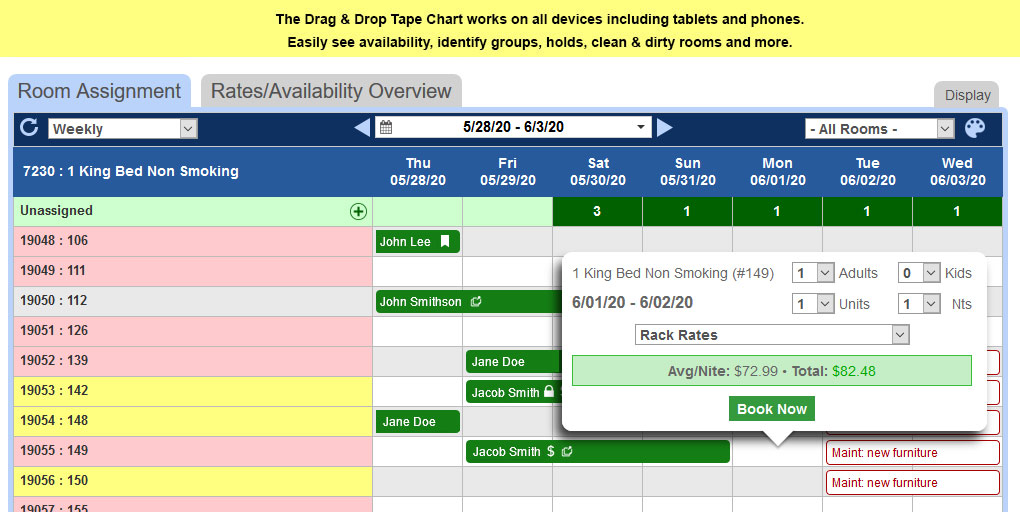 The Drag & Drop Tape Chart works on all devices including tablets and phones.
Easily see availability, identify groups, holds, clean & dirty rooms and more.
Room Assignment Rates/Availability Overview Display
Weekly 5/28/20 - 6/3/20 - All Rooms -
7230 : 1 King Bed Non Smoking
Thu Fri Sat Sun Mon Tue Wed
05/28/20 05/29/20 05/30/20 05/31/20 06/01/20 06/02/20 06/03/20
Unassigned 3 1 1 1 1
19048 : 106 John Lee
19049 : 111
19050 : 112 John Smithson
19051 : 126
19052 : 139 Jane Doe
19053 : 142 Jacob Smith
19054 : 148 Jane Doe
19055 : 149 Jacob Smith $ Maint: new furniture
19056 : 150 Maint: new furniture
19057 : 155
1 King Bed Non Smoking (#149) 1 Adults 0 Kids
6/01/20 - 6/02/20 1 Units 1 Nts
Rack Rates
Avg/Nite: $72.99 • Total: $82.48
Book Now